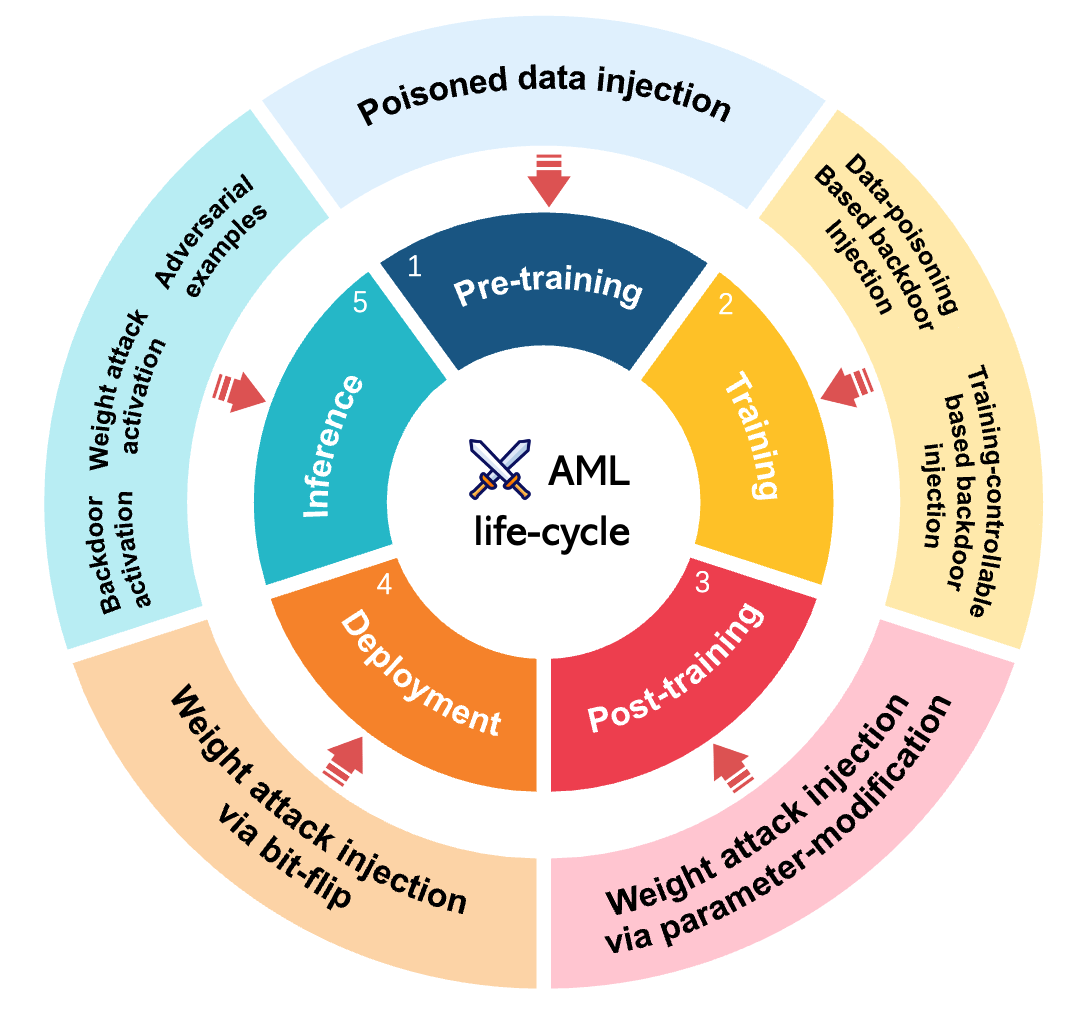 Poisoned data injection
1
Pre-training
Data-poisoning
Based backdoor
Injection
Training-controllable
based backdoor
injection
2
Training
Weight attack injection
via parameter-modification
3
Post-training
Weight attack injection
via bit-flip
4
Deployment
Adversarial
examples
Weight attack
activation
Backdoor
activation
5
Inference
AML
life-cycle